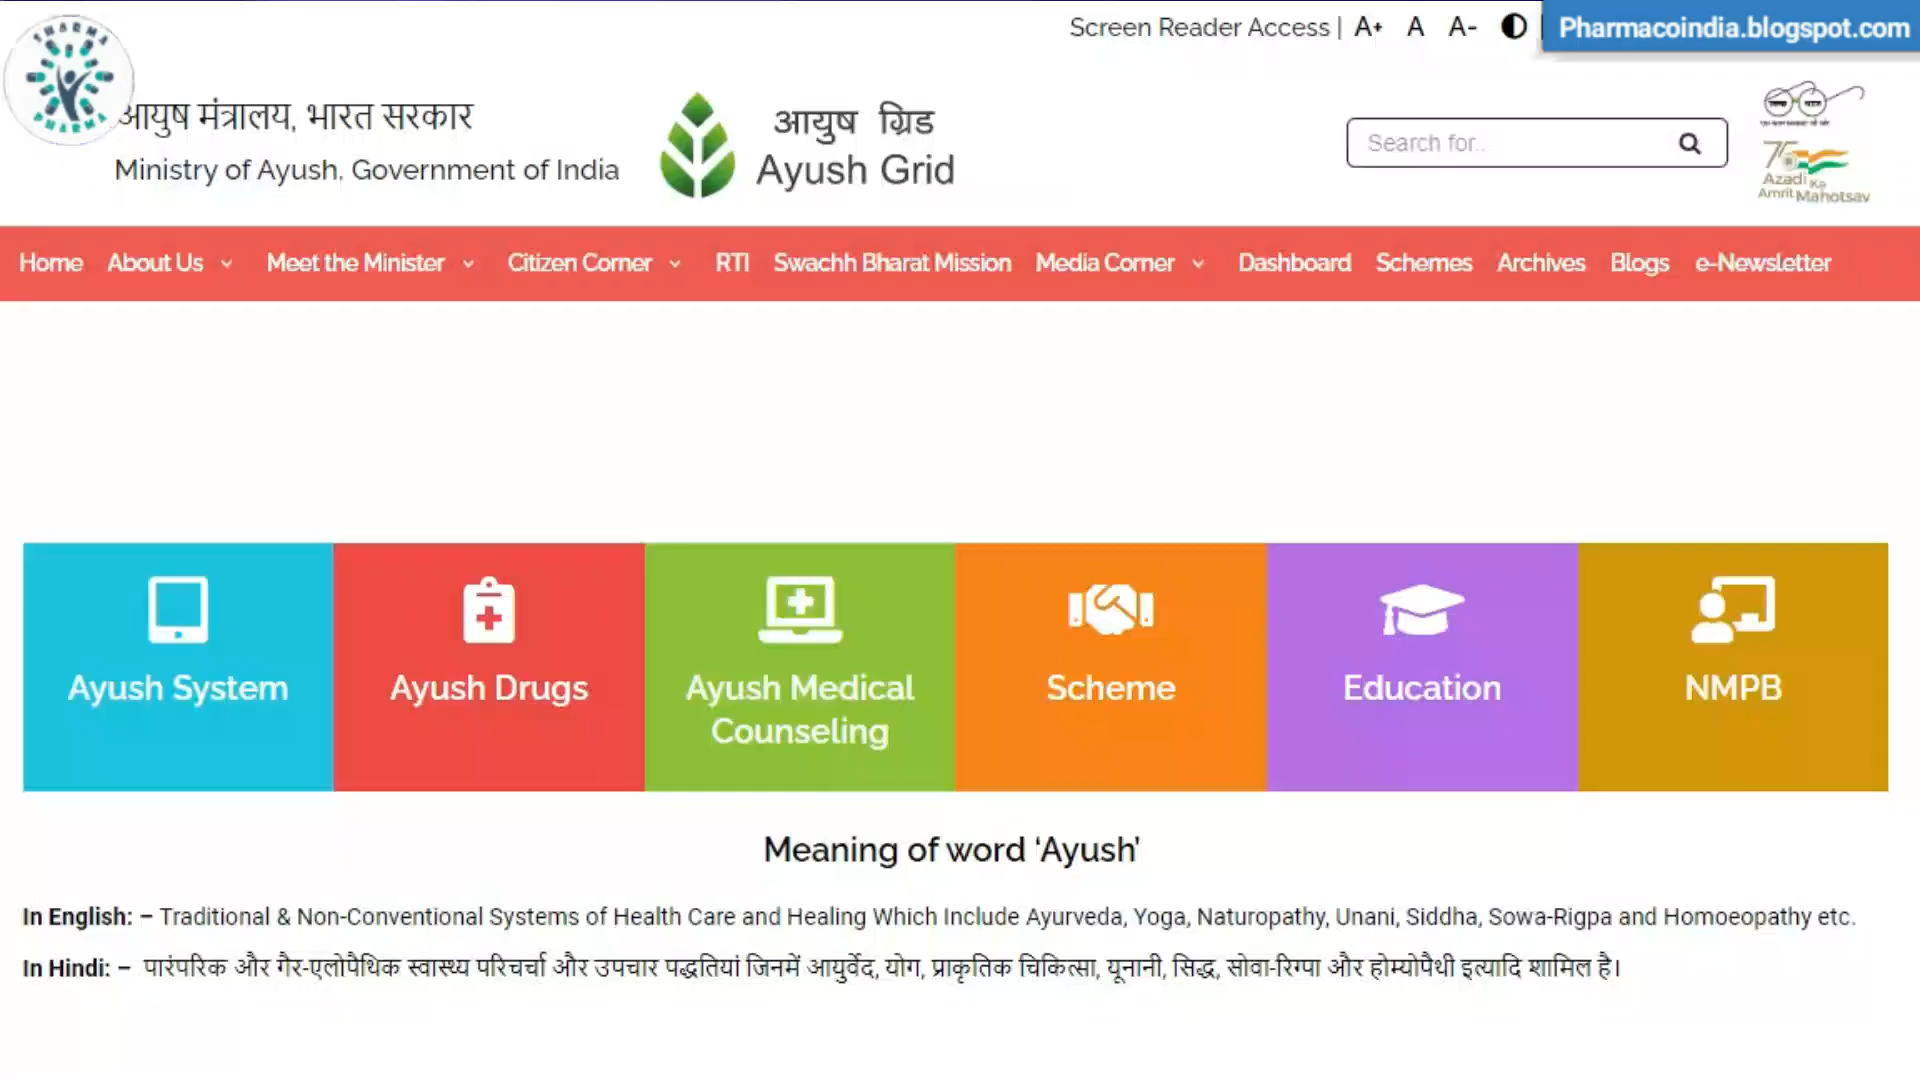 Screen Reader Access | A+ A A-
Pharmacoindia.blogspot.com
PHARMA
PHARMA
आयुष मंत्रालय, भारत सरकार
Ministry of Ayush, Government of India
आयुष ग्रिड
Ayush Grid
Search for..
75
Azadi Ka
Amrit Mahotsav
Home About Us Meet the Minister Citizen Corner RTI Swachh Bharat Mission Media Corner Dashboard Schemes Archives Blogs e-Newsletter
Ayush System
Ayush Drugs
Ayush Medical
Counseling
Scheme
Education
NMPB
Meaning of word ‘Ayush’
In English: – Traditional & Non-Conventional Systems of Health Care and Healing Which Include Ayurveda, Yoga, Naturopathy, Unani, Siddha, Sowa-Rigpa and Homoeopathy etc.
In Hindi: – पारंपरिक और गैर-एलोपैथिक स्वास्थ्य परिचर्चा और उपचार पद्धतियां जिनमें आयुर्वेद, योग, प्राकृतिक चिकित्सा, यूनानी, सिद्ध, सोवा-रिग्पा और होम्योपैथी इत्यादि शामिल है।